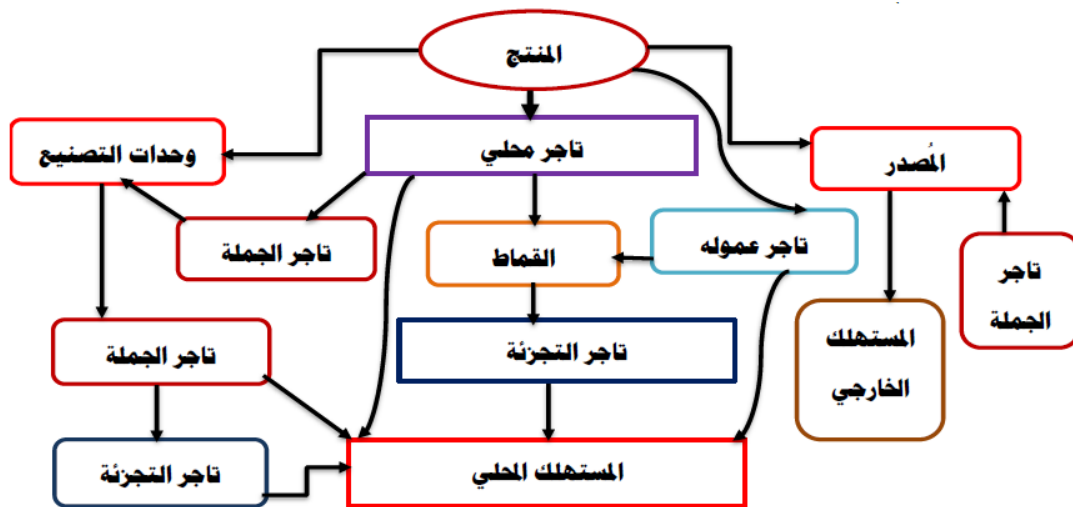 المنتج
وحدات التصنيع
تاجر محلي
المُصدر
تاجر الجملة
القماط
تاجر عموله
تاجر
الجملة
تاجر الجملة
تاجر التجزئة
المستهلك
الخارجي
تاجر التجزئة
المستهلك المحلي